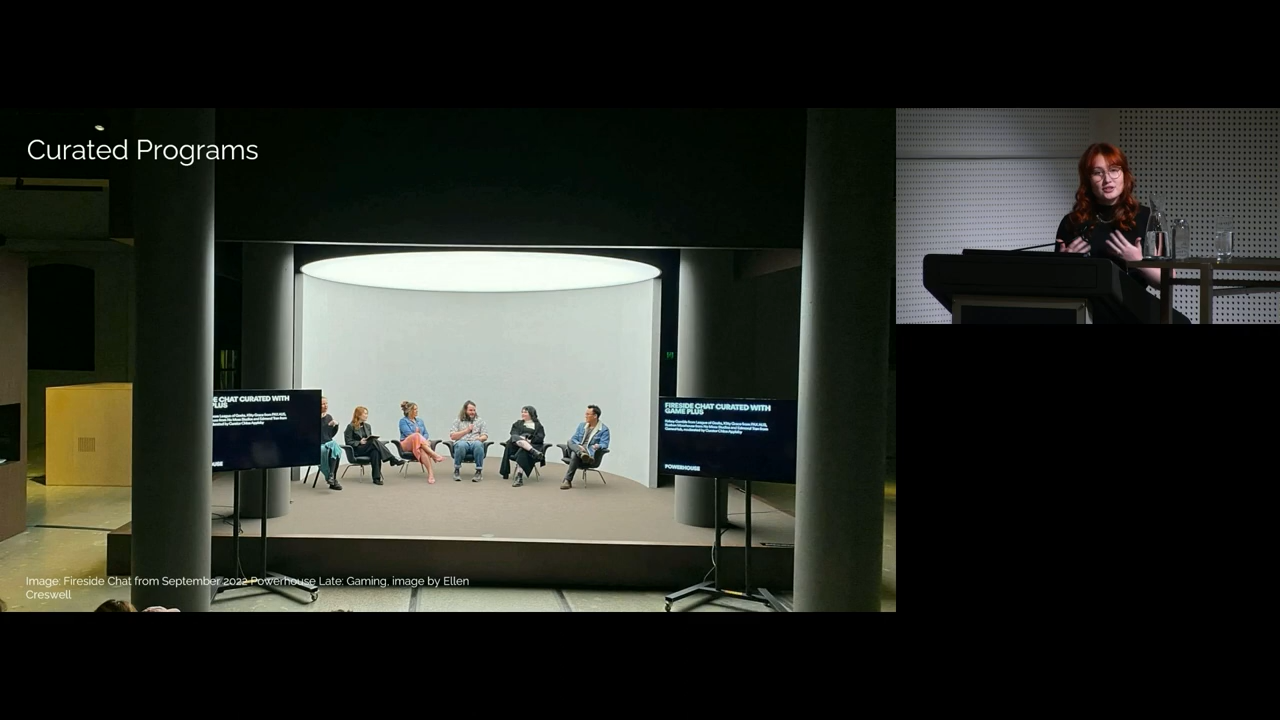 Curated Programs
E CHAT CURATED WITH
PLUS
FIRESIDE CHAT CURATED WITH
GAME PLUS
POWERHOUSE
Image: Fireside Chat from September 2022 Powerhouse Late: Gaming, image by Ellen
Creswell